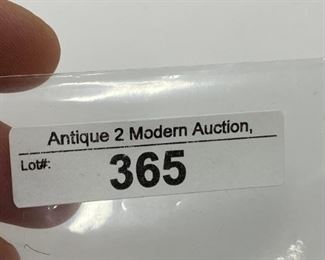 Antique 2 Modern Auction,
Lot#: 365